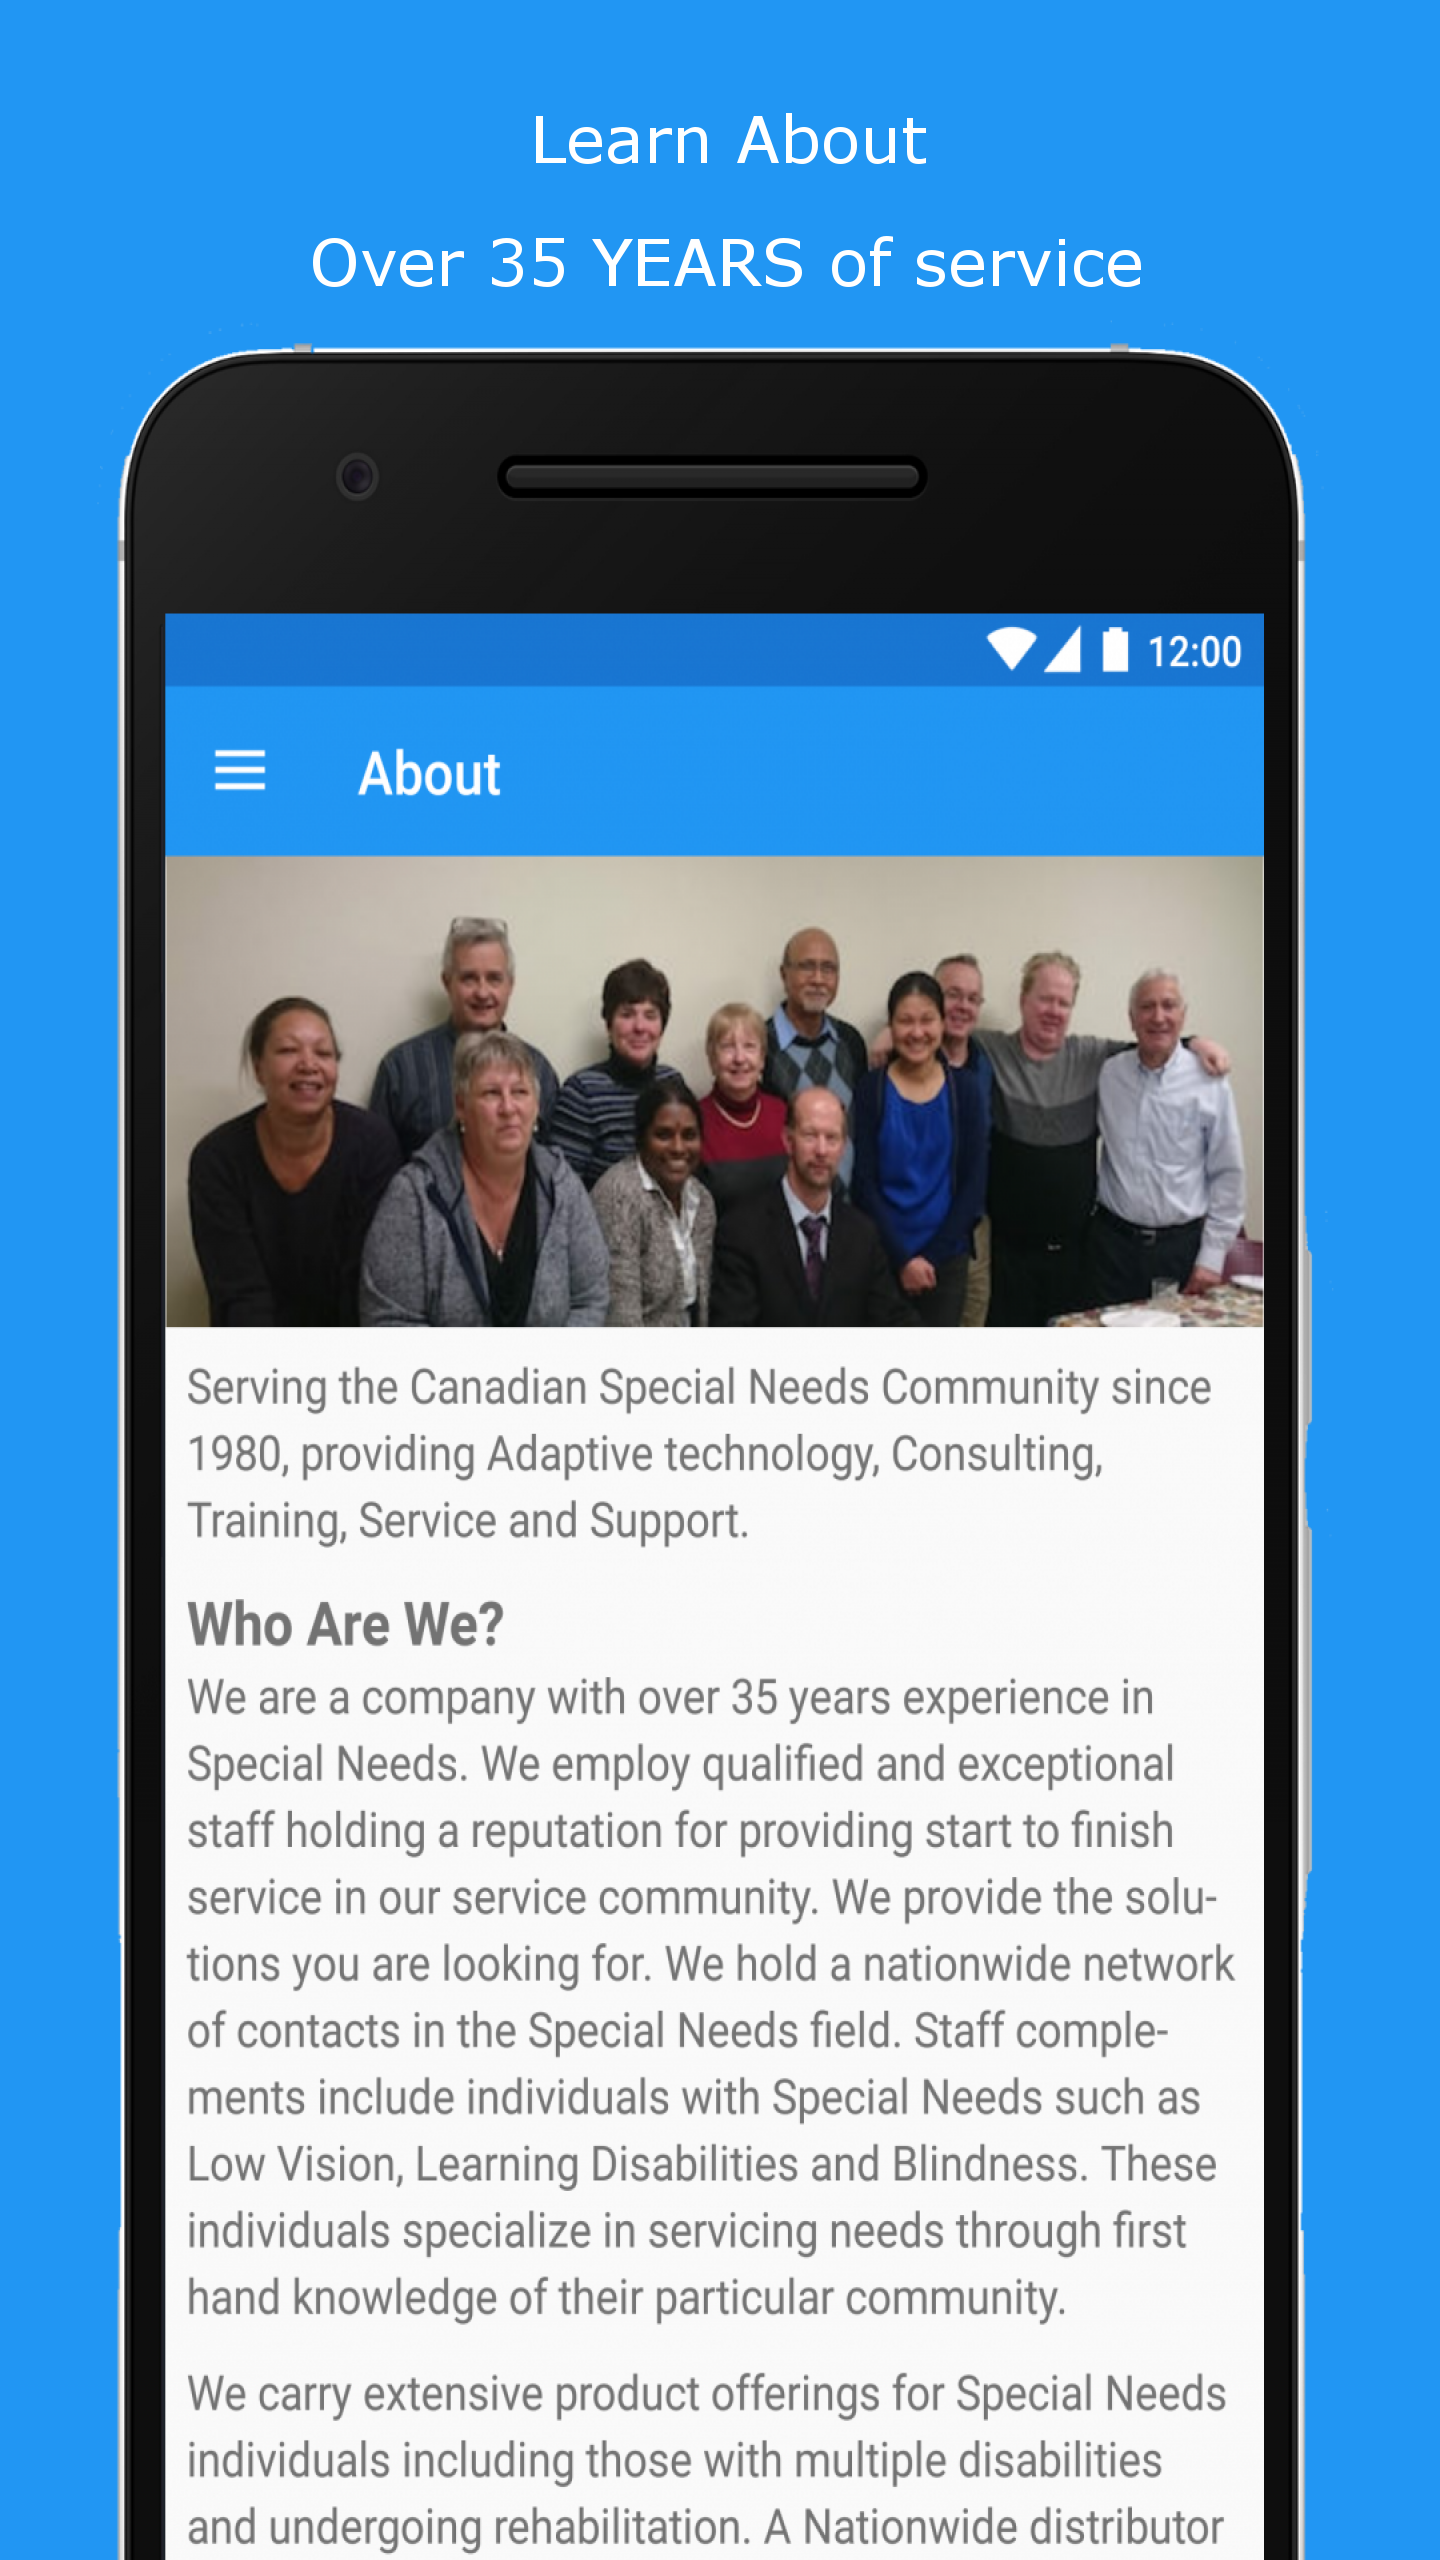 Learn About
Over 35 YEARS of service
12:00
About
Serving the Canadian Special Needs Community since
1980, providing Adaptive technology, Consulting,
Training, Service and Support.
Who Are We?
We are a company with over 35 years experience in
Special Needs. We employ qualified and exceptional
staff holding a reputation for providing start to finish
service in our service community. We provide the solu-
tions you are looking for. We hold a nationwide network
of contacts in the Special Needs field. Staff comple-
ments include individuals with Special Needs such as
Low Vision, Learning Disabilities and Blindness. These
individuals specialize in servicing needs through first
hand knowledge of their particular community.
We carry extensive product offerings for Special Needs
individuals including those with multiple disabilities
and undergoing rehabilitation. A Nationwide distributor